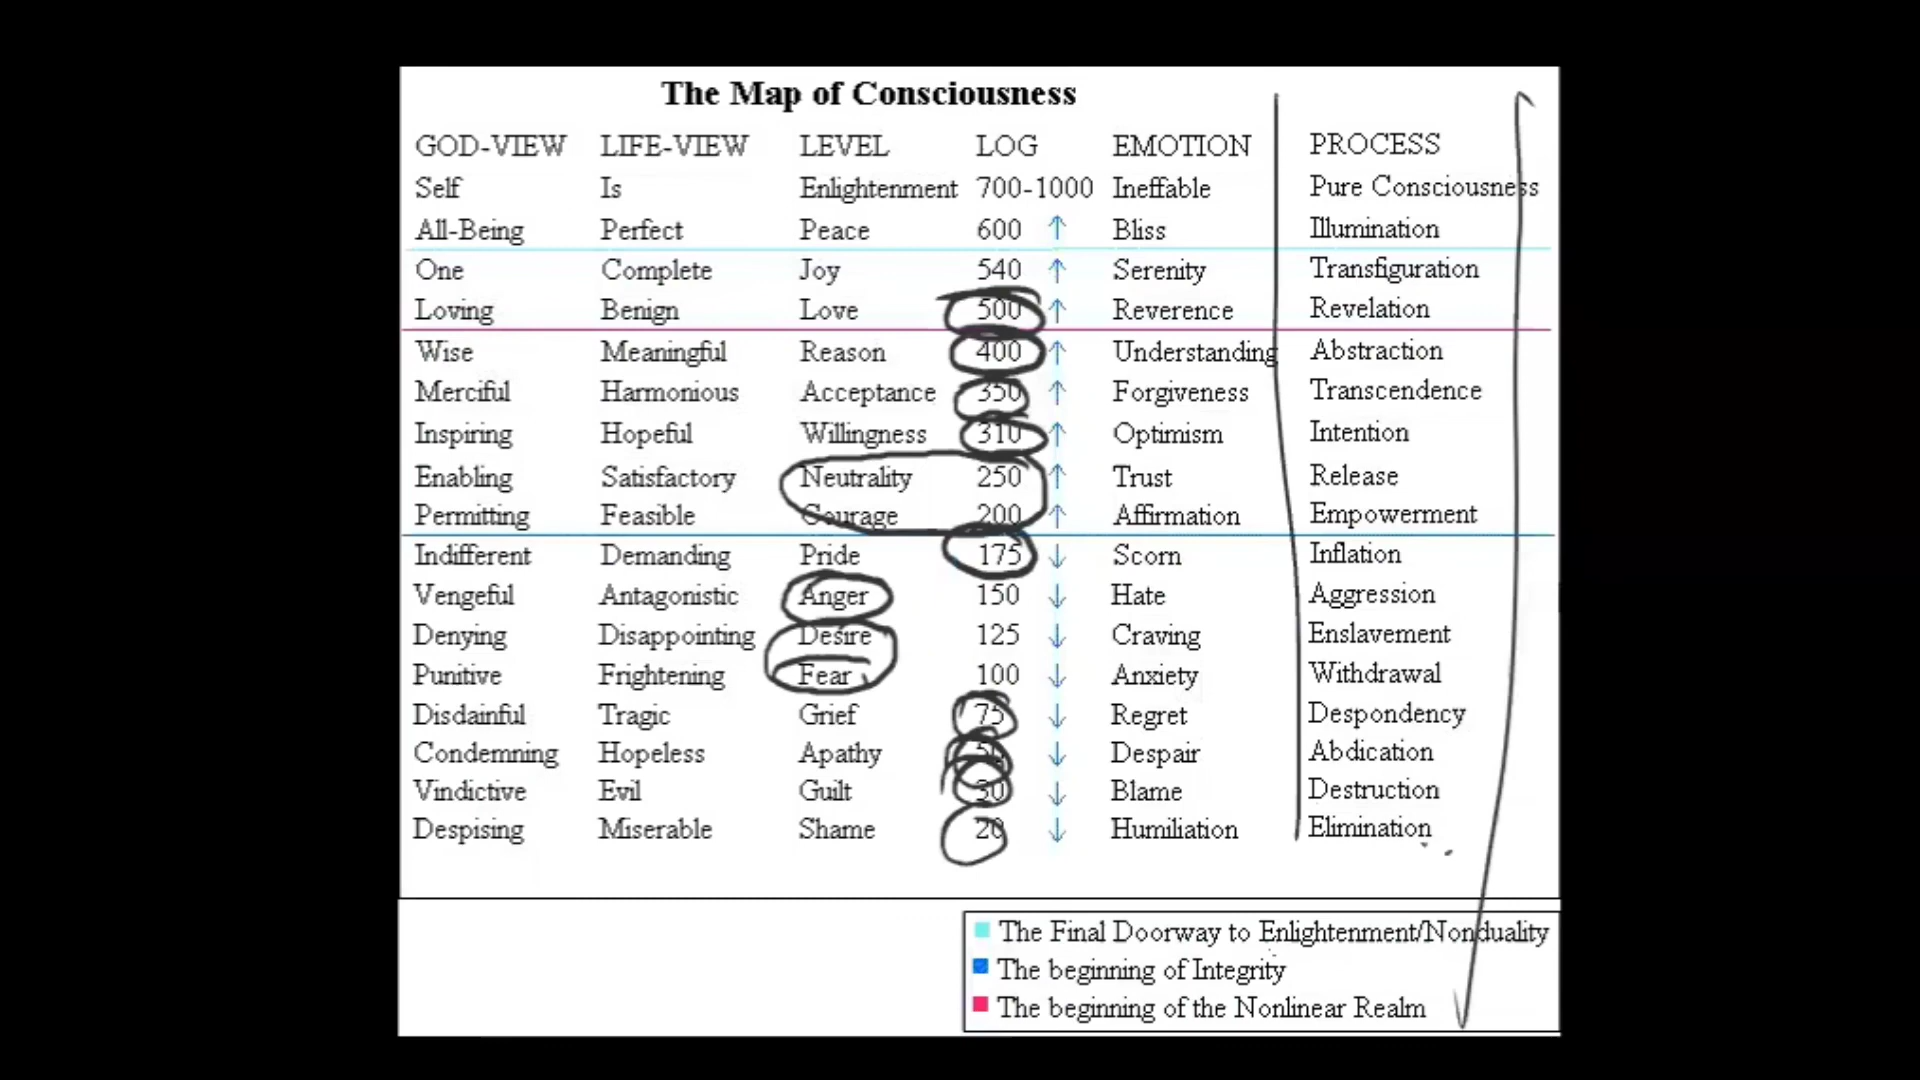 The Map of Consciousness
GOD-VIEW LIFE-VIEW LEVEL LOG EMOTION PROCESS
Self Is Enlightenment 700-1000 Ineffable Pure Consciousness
All-Being Perfect Peace 600 ↑ Bliss Illumination
One Complete Joy 540 ↑ Serenity Transfiguration
Loving Benign Love 500 ↑ Reverence Revelation
Wise Meaningful Reason 400 ↑ Understanding Abstraction
Merciful Harmonious Acceptance 350 ↑ Forgiveness Transcendence
Inspiring Hopeful Willingness 310 ↑ Optimism Intention
Enabling Satisfactory Neutrality 250 ↑ Trust Release
Permitting Feasible Courage 200 ↑ Affirmation Empowerment
Indifferent Demanding Pride 175 ↓ Scorn Inflation
Vengeful Antagonistic Anger 150 ↓ Hate Aggression
Denying Disappointing Desire 125 ↓ Craving Enslavement
Punitive Frightening Fear 100 ↓ Anxiety Withdrawal
Disdainful Tragic Grief 75 ↓ Regret Despondency
Condemning Hopeless Apathy 50 ↓ Despair Abdication
Vindictive Evil Guilt 30 ↓ Blame Destruction
Despising Miserable Shame 20 ↓ Humiliation Elimination
The Final Doorway to Enlightenment/Nonduality
The beginning of Integrity
The beginning of the Nonlinear Realm